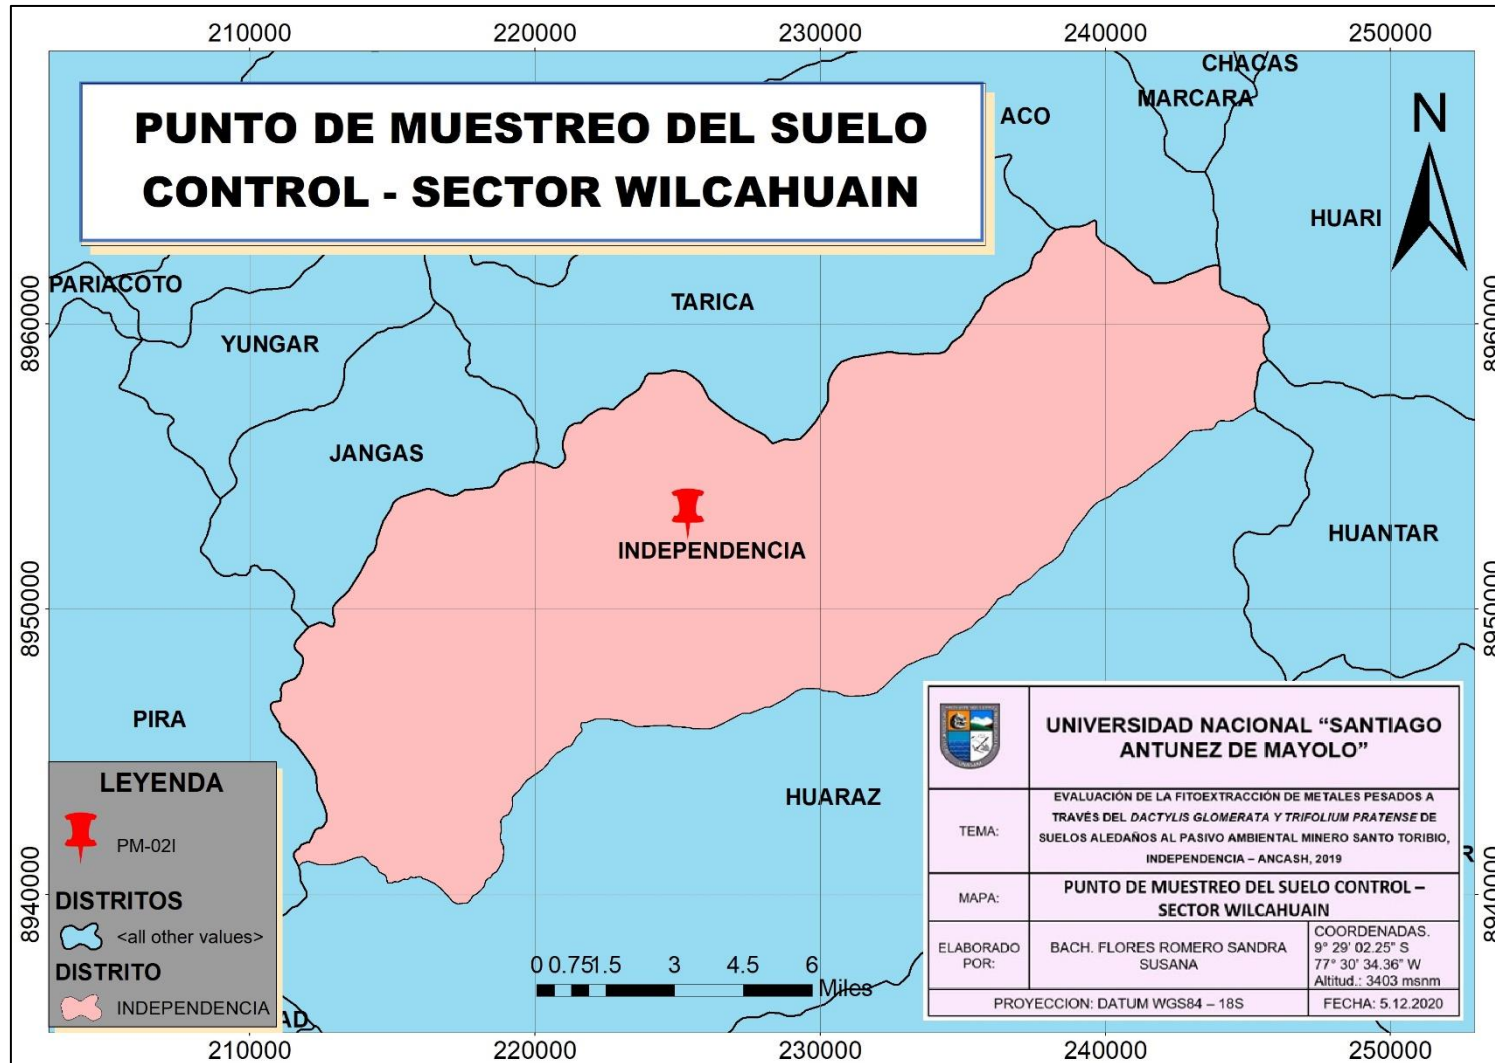 210000
220000
230000
240000
250000
PUNTO DE MUESTREO DEL SUELO
CONTROL - SECTOR WILCAHUAIN
CHACAS
MARCARA
ACO
N
HUARI
PARIACOTO
TARICA
YUNGAR
8960000
8960000
JANGAS
HUANTAR
INDEPENDENCIA
8950000
8950000
PIRA
HUARAZ
8940000
8940000
LEYENDA
PM-02I
DISTRITOS
<all other values>
DISTRITO
INDEPENDENCIA
AD
0 0.75 1.5 3 4.5 6
Miles
UNIVERSIDAD NACIONAL “SANTIAGO
ANTUNEZ DE MAYOLO”
TEMA:
EVALUACIÓN DE LA FITOEXTRACCIÓN DE METALES PESADOS A
TRAVÉS DEL DACTYLIS GLOMERATA Y TRIFOLIUM PRATENSE DE
SUELOS ALEDAÑOS AL PASIVO AMBIENTAL MINERO SANTO TORIBIO,
INDEPENDENCIA – ANCASH, 2019
R
MAPA:
PUNTO DE MUESTREO DEL SUELO CONTROL –
SECTOR WILCAHUAIN
ELABORADO
POR:
BACH. FLORES ROMERO SANDRA
SUSANA
COORDENADAS.
9° 29' 02.25" S
77° 30' 34.36" W
Altitud.: 3403 msnm
PROYECCION: DATUM WGS84 – 18S
FECHA: 5.12.2020
210000
220000
230000
240000
250000